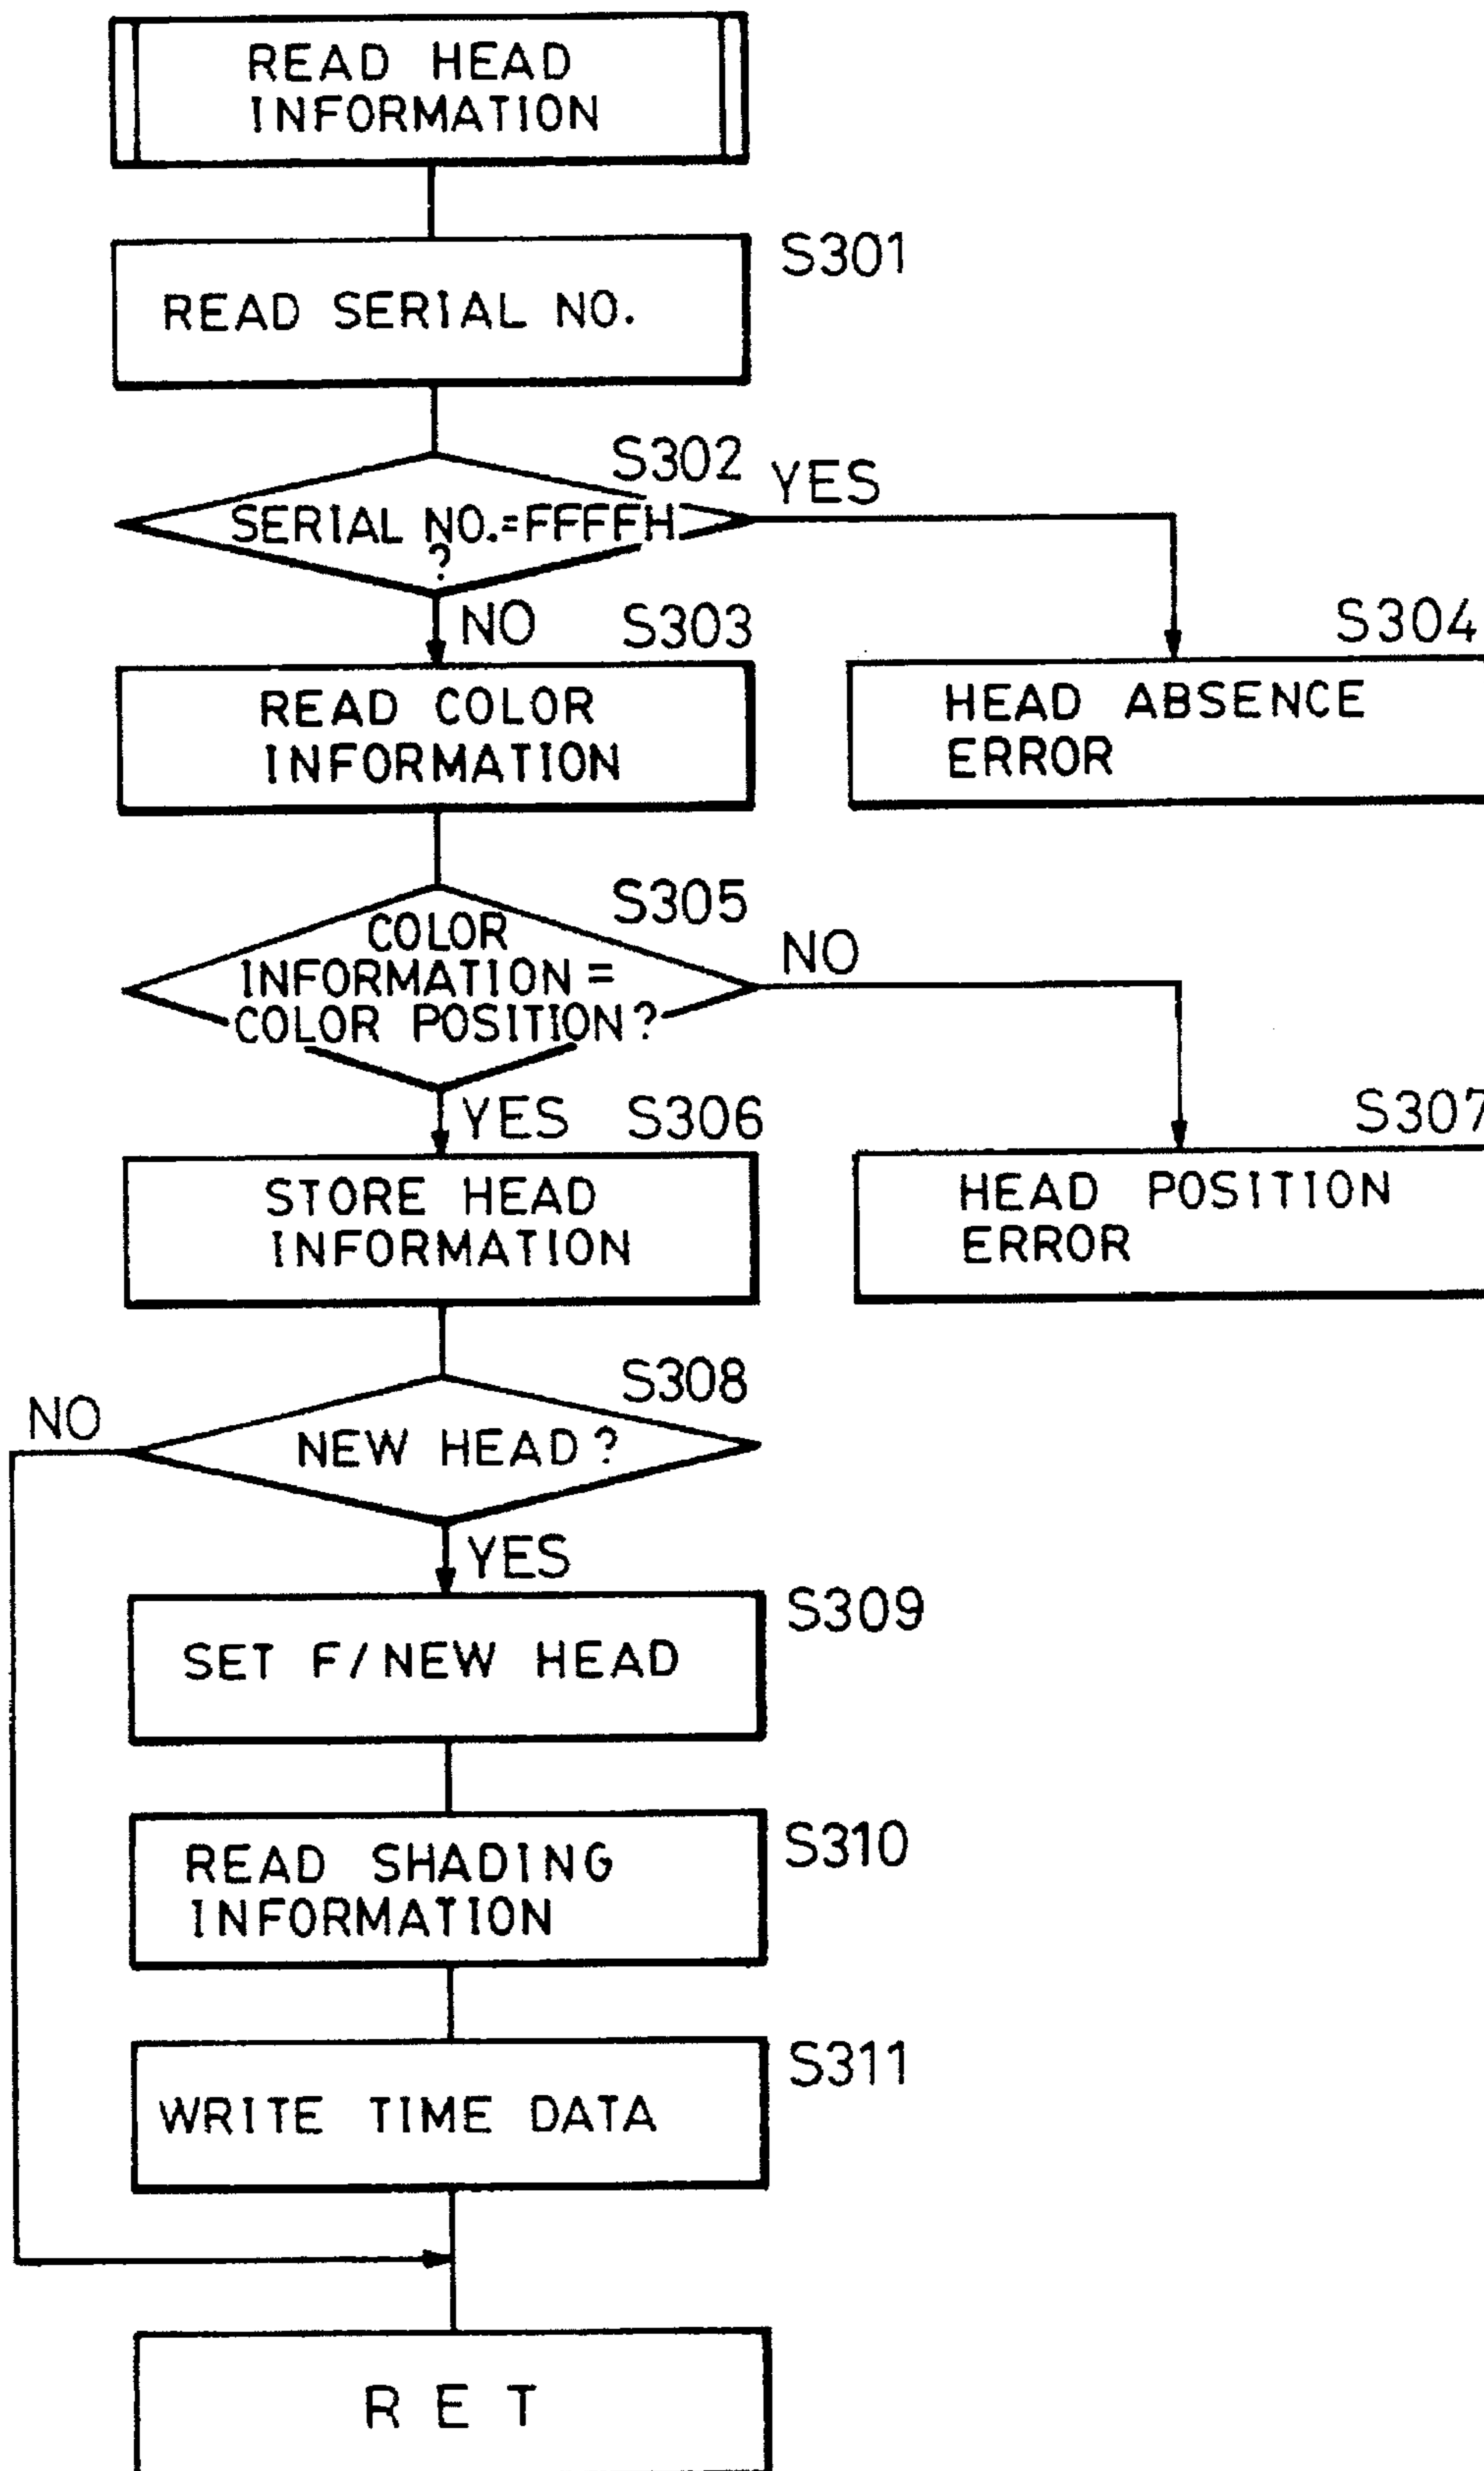 READ HEAD
INFORMATION
S301
READ SERIAL NO.
S302
YES
SERIAL NO.=FFFFH
?
NO
S303
S304
READ COLOR
INFORMATION
HEAD ABSENCE
ERROR
S305
NO
COLOR
INFORMATION =
COLOR POSITION?
YES
S306
S307
STORE HEAD
INFORMATION
HEAD POSITION
ERROR
S308
NO
NEW HEAD?
YES
S309
SET F/NEW HEAD
S310
READ SHADING
INFORMATION
S311
WRITE TIME DATA
RET